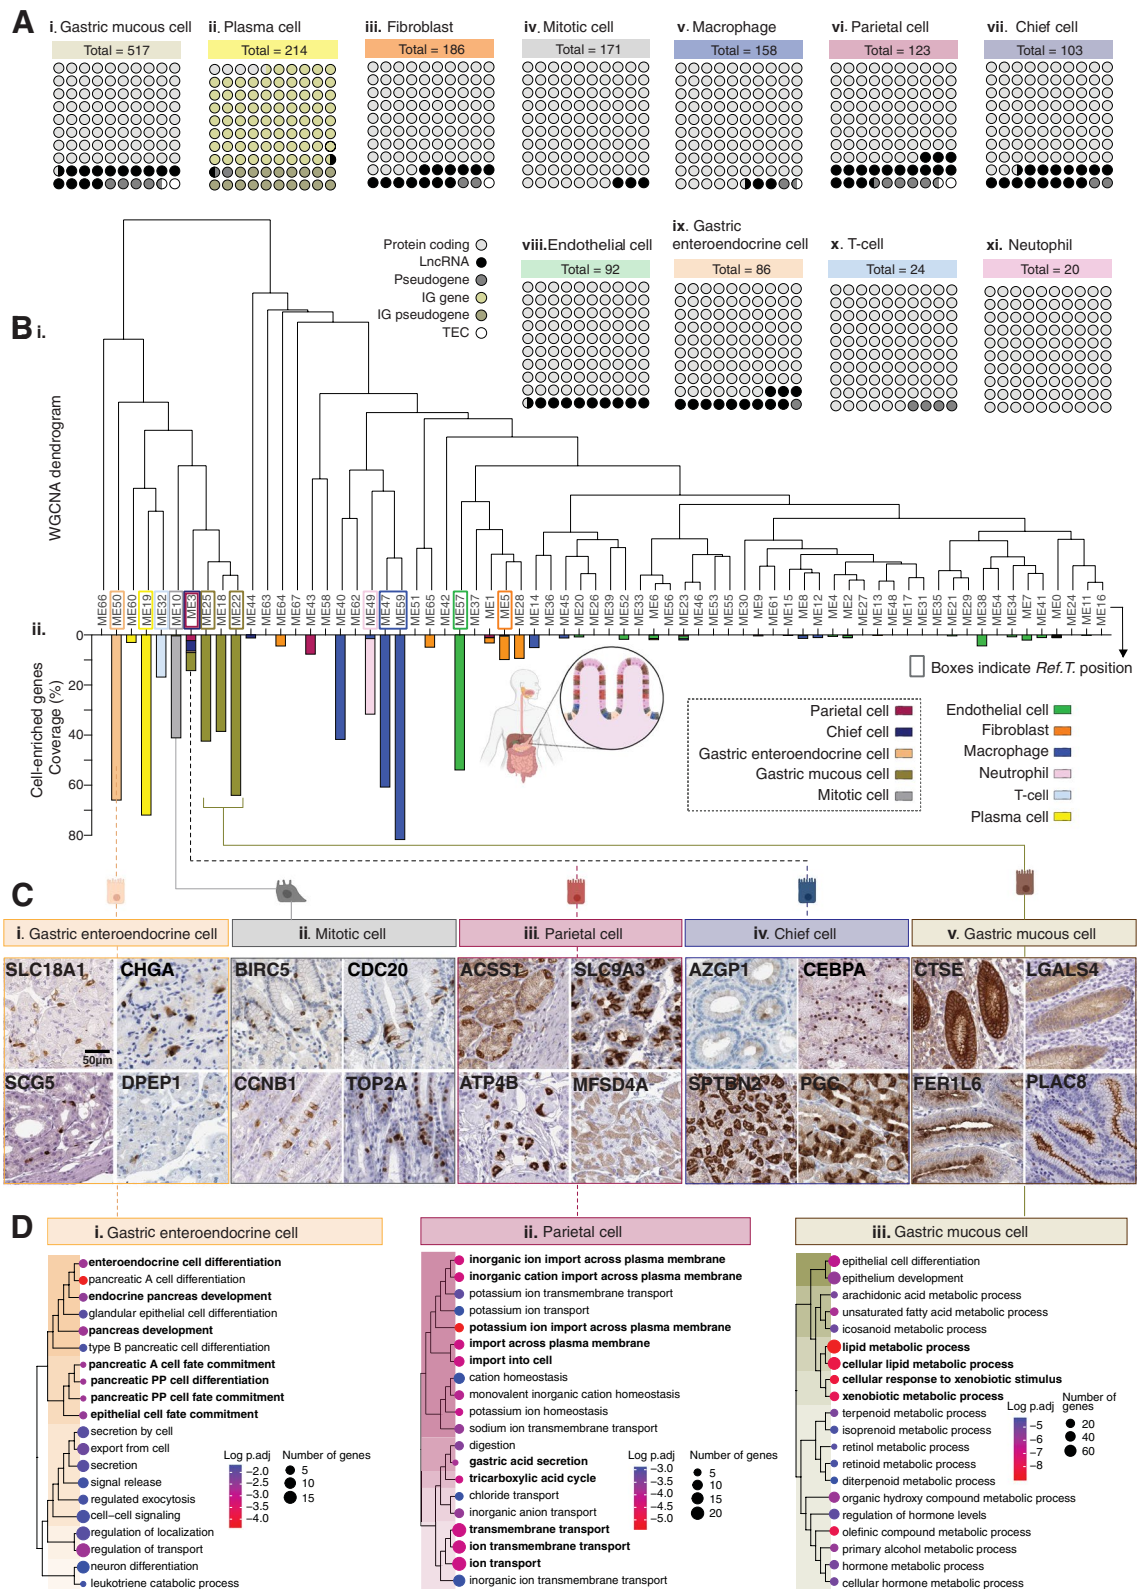 A
i. Gastric mucous cell
Total = 517
ii. Plasma cell
Total = 214
iii. Fibroblast
Total = 186
iv. Mitotic cell
Total = 171
v. Macrophage
Total = 158
vi. Parietal cell
Total = 123
vii. Chief cell
Total = 103
viii. Endothelial cell
Total = 92
ix. Gastric
enteroendocrine cell
Total = 86
x. T-cell
Total = 24
xi. Neutophil
Total = 20
Protein coding
LncRNA
Pseudogene
IG gene
IG pseudogene
TEC
B i.
WGCNA dendrogram
ME66
ME50
ME60
ME19
ME32
ME10
ME3
ME25
ME18
ME22
ME44
ME63
ME64
ME43
ME58
ME40
ME62
ME49
ME47
ME59
ME51
ME65
ME42
ME57
ME37
ME1
ME5
ME28
ME14
ME36
ME45
ME20
ME26
ME39
ME52
ME33
ME6
ME56
ME23
ME46
ME53
ME55
ME30
ME9
ME61
ME15
ME8
ME12
ME4
ME2
ME27
ME13
ME48
ME17
ME31
ME35
ME21
ME29
ME38
ME54
ME34
ME7
ME41
ME0
ME24
ME11
ME16
ii.
Cell-enriched genes
Coverage (%)
0
20
40
60
80
Boxes indicate Ref.T. position
Parietal cell
Chief cell
Gastric enteroendocrine cell
Gastric mucous cell
Mitotic cell
Endothelial cell
Fibroblast
Macrophage
Neutrophil
T-cell
Plasma cell
C
i. Gastric enteroendocrine cell
ii. Mitotic cell
iii. Parietal cell
iv. Chief cell
v. Gastric mucous cell
SLC18A1
CHGA
BIRC5
CDC20
ACSS1
SLC9A3
AZGP1
CEBPA
CTSE
LGALS4
50µm
SCG5
DPEP1
CCNB1
TOP2A
ATP4B
MFSD4A
SPTBN2
PGC
FER1L6
PLAC8
D
i. Gastric enteroendocrine cell
enteroendocrine cell differentiation
pancreatic A cell differentiation
endocrine pancreas development
glandular epithelial cell differentiation
pancreas development
type B pancreatic cell differentiation
pancreatic A cell fate commitment
pancreatic PP cell differentiation
pancreatic PP cell fate commitment
epithelial cell fate commitment
secretion by cell
export from cell
secretion
signal release
regulated exocytosis
cell-cell signaling
regulation of localization
regulation of transport
neuron differentiation
leukotriene catabolic process
Log p.adj
-2.0
-2.5
-3.0
-3.5
-4.0
Number of genes
5
10
15
ii. Parietal cell
inorganic ion import across plasma membrane
inorganic cation import across plasma membrane
potassium ion transmembrane transport
potassium ion transport
potassium ion import across plasma membrane
import across plasma membrane
import into cell
cation homeostasis
monovalent inorganic cation homeostasis
potassium ion homeostasis
sodium ion transmembrane transport
digestion
gastric acid secretion
tricarboxylic acid cycle
chloride transport
inorganic anion transport
transmembrane transport
ion transmembrane transport
ion transport
inorganic ion transmembrane transport
Log p.adj
-3.0
-3.5
-4.0
-4.5
-5.0
Number of genes
5
10
15
20
iii. Gastric mucous cell
epithelial cell differentiation
epithelium development
arachidonic acid metabolic process
unsaturated fatty acid metabolic process
icosanoid metabolic process
lipid metabolic process
cellular lipid metabolic process
cellular response to xenobiotic stimulus
xenobiotic metabolic process
terpenoid metabolic process
isoprenoid metabolic process
retinol metabolic process
retinoid metabolic process
diterpenoid metabolic process
organic hydroxy compound metabolic process
regulation of hormone levels
olefinic compound metabolic process
primary alcohol metabolic process
hormone metabolic process
cellular hormone metabolic process
Log p.adj
-5
-6
-7
-8
Number of
genes
20
40
60